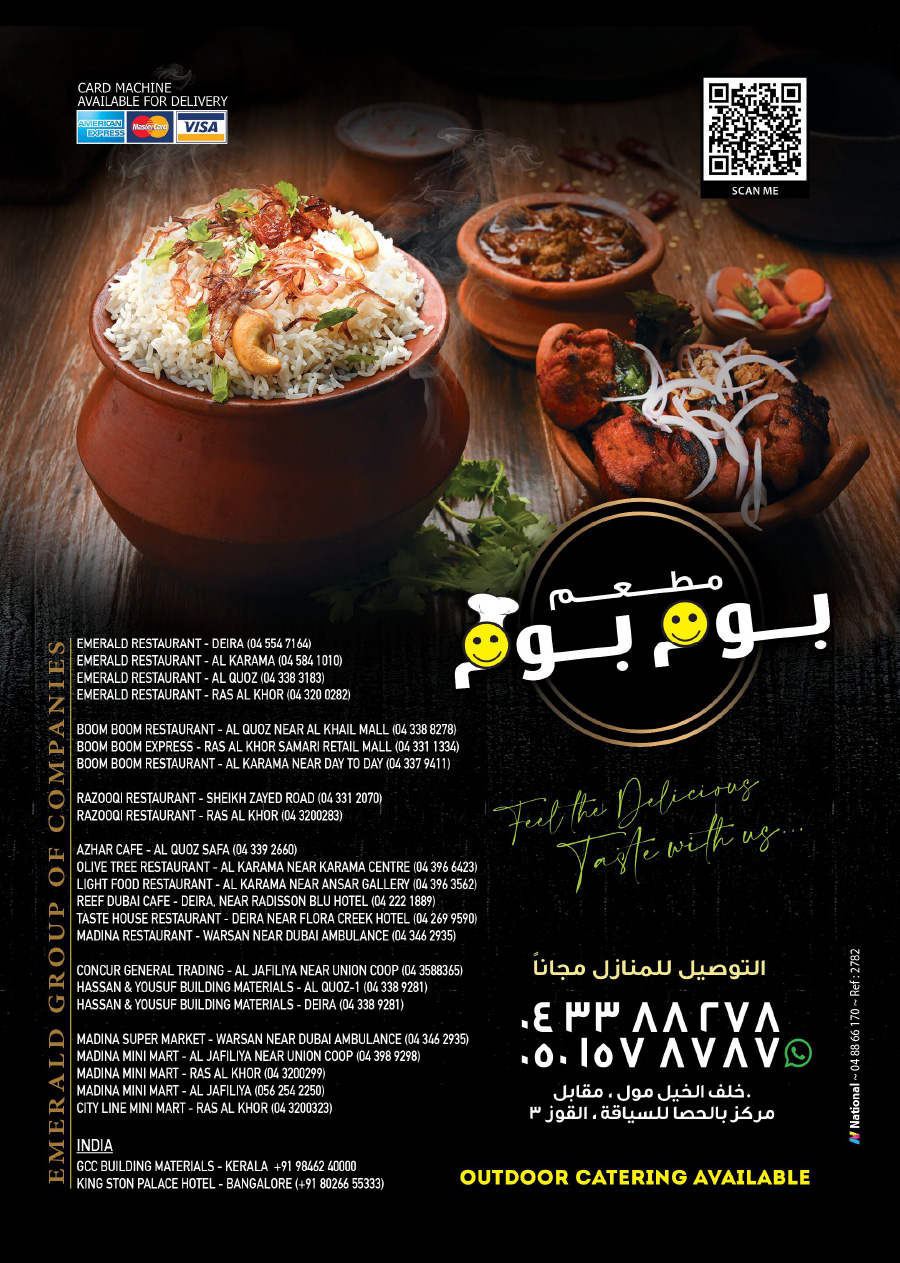 CARD MACHINE
AVAILABLE FOR DELIVERY
AMERICAN EXPRESS
MasterCard
VISA
SCAN ME
مطعم
بوم بوم
EMERALD GROUP OF COMPANIES
EMERALD RESTAURANT - DEIRA (04 554 7164)
EMERALD RESTAURANT - AL KARAMA (04 584 1010)
EMERALD RESTAURANT - AL QUOZ (04 338 3183)
EMERALD RESTAURANT - RAS AL KHOR (04 320 0282)
BOOM BOOM RESTAURANT - AL QUOZ NEAR AL KHAIL MALL (04 338 8278)
BOOM BOOM EXPRESS - RAS AL KHOR SAMARI RETAIL MALL (04 331 1334)
BOOM BOOM RESTAURANT - AL KARAMA NEAR DAY TO DAY (04 337 9411)
RAZOOQI RESTAURANT - SHEIKH ZAYED ROAD (04 331 2070)
RAZOOQI RESTAURANT - RAS AL KHOR (04 3200283)
AZHAR CAFE - AL QUOZ SAFA (04 339 2660)
OLIVE TREE RESTAURANT - AL KARAMA NEAR KARAMA CENTRE (04 396 6423)
LIGHT FOOD RESTAURANT - AL KARAMA NEAR ANSAR GALLERY (04 396 3562)
REEF DUBAI CAFE - DEIRA, NEAR RADISSON BLU HOTEL (04 222 1889)
TASTE HOUSE RESTAURANT - DEIRA NEAR FLORA CREEK HOTEL (04 269 9590)
MADINA RESTAURANT - WARSAN NEAR DUBAI AMBULANCE (04 346 2935)
CONCUR GENERAL TRADING - AL JAFILIYA NEAR UNION COOP (04 3588365)
HASSAN & YOUSUF BUILDING MATERIALS - AL QUOZ-1 (04 338 9281)
HASSAN & YOUSUF BUILDING MATERIALS - DEIRA (04 338 9281)
MADINA SUPER MARKET - WARSAN NEAR DUBAI AMBULANCE (04 346 2935)
MADINA MINI MART - AL JAFILIYA NEAR UNION COOP (04 398 9298)
MADINA MINI MART - RAS AL KHOR (04 3200299)
MADINA MINI MART - AL JAFILIYA (056 254 2250)
CITY LINE MINI MART - RAS AL KHOR (04 3200323)
INDIA
GCC BUILDING MATERIALS - KERALA +91 98462 40000
KING STON PALACE HOTEL - BANGALORE (+91 80266 55333)
Feel the Delicious
Taste with us...
التوصيل للمنازل مجاناً
٠٤ ٣٣ ٨٨ ٢٧٨
٠٥٠ ١٥٧ ٨٧٨٧
خلف الخيل مول ، مقابل.
مركز بالحصا للسياقة ، القوز ٣
OUTDOOR CATERING AVAILABLE
National ~ 04 88 66 170 ~ Ref : 2782